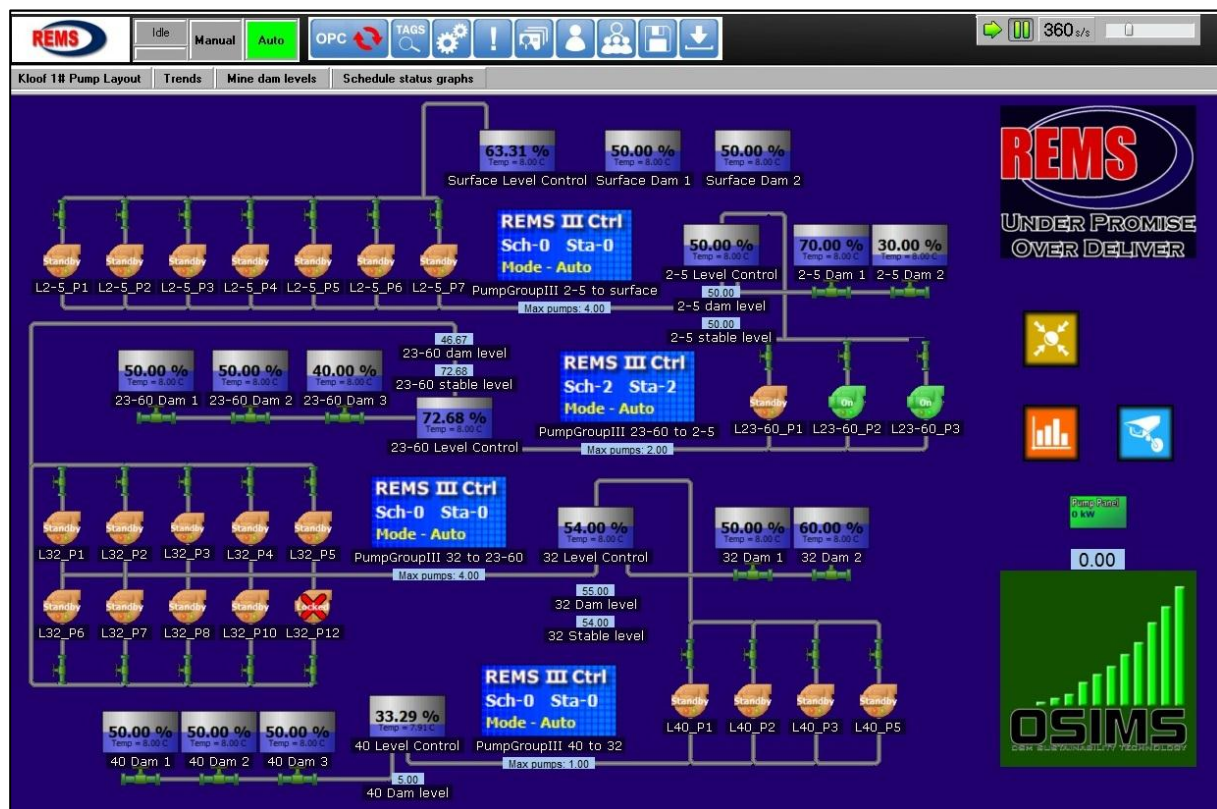 REMS
Idle
Manual
Auto
OPC
TAGS
!
360 s/s
Kloof 1# Pump Layout
Trends
Mine dam levels
Schedule status graphs
63.31 %
Temp = 8.00 C
Surface Level Control
50.00 %
Temp = 8.00 C
Surface Dam 1
50.00 %
Temp = 8.00 C
Surface Dam 2
REMS
UNDER PROMISE
OVER DELIVER
Standby
L2-5_P1
Standby
L2-5_P2
Standby
L2-5_P3
Standby
L2-5_P4
Standby
L2-5_P5
Standby
L2-5_P6
Standby
L2-5_P7
REMS III Ctrl
Sch-0 Sta-0
Mode - Auto
PumpGroupIII 2-5 to surface
Max pumps: 4.00
50.00 %
Temp = 8.00 C
2-5 Level Control
50.00
2-5 dam level
50.00
2-5 stable level
70.00 %
Temp = 8.00 C
2-5 Dam 1
30.00 %
Temp = 8.00 C
2-5 Dam 2
46.67
23-60 dam level
72.68
23-60 stable level
50.00 %
Temp = 8.00 C
23-60 Dam 1
50.00 %
Temp = 8.00 C
23-60 Dam 2
40.00 %
Temp = 8.00 C
23-60 Dam 3
72.68 %
Temp = 8.00 C
23-60 Level Control
REMS III Ctrl
Sch-2 Sta-2
Mode - Auto
PumpGroupIII 23-60 to 2-5
Max pumps: 2.00
Standby
L23-60_P1
On
L23-60_P2
On
L23-60_P3
Standby
L32_P1
Standby
L32_P2
Standby
L32_P3
Standby
L32_P4
Standby
L32_P5
REMS III Ctrl
Sch-0 Sta-0
Mode - Auto
PumpGroupIII 32 to 23-60
Max pumps: 4.00
54.00 %
Temp = 8.00 C
32 Level Control
50.00 %
Temp = 8.00 C
32 Dam 1
60.00 %
Temp = 8.00 C
32 Dam 2
55.00
32 Dam level
54.00
32 Stable level
Pump Panel
0 kW
0.00
Standby
L32_P6
Standby
L32_P7
Standby
L32_P8
Standby
L32_P10
Locked
L32_P12
REMS III Ctrl
Sch-0 Sta-0
Mode - Auto
PumpGroupIII 40 to 32
Max pumps: 1.00
Standby
L40_P1
Standby
L40_P2
Standby
L40_P3
Standby
L40_P5
50.00 %
Temp = 8.00 C
40 Dam 1
50.00 %
Temp = 8.00 C
40 Dam 2
50.00 %
Temp = 8.00 C
40 Dam 3
33.29 %
Temp = 7.91 C
40 Level Control
5.00
40 Dam level
OSIMS
SUSTAINABILITY TECHNOLOGY